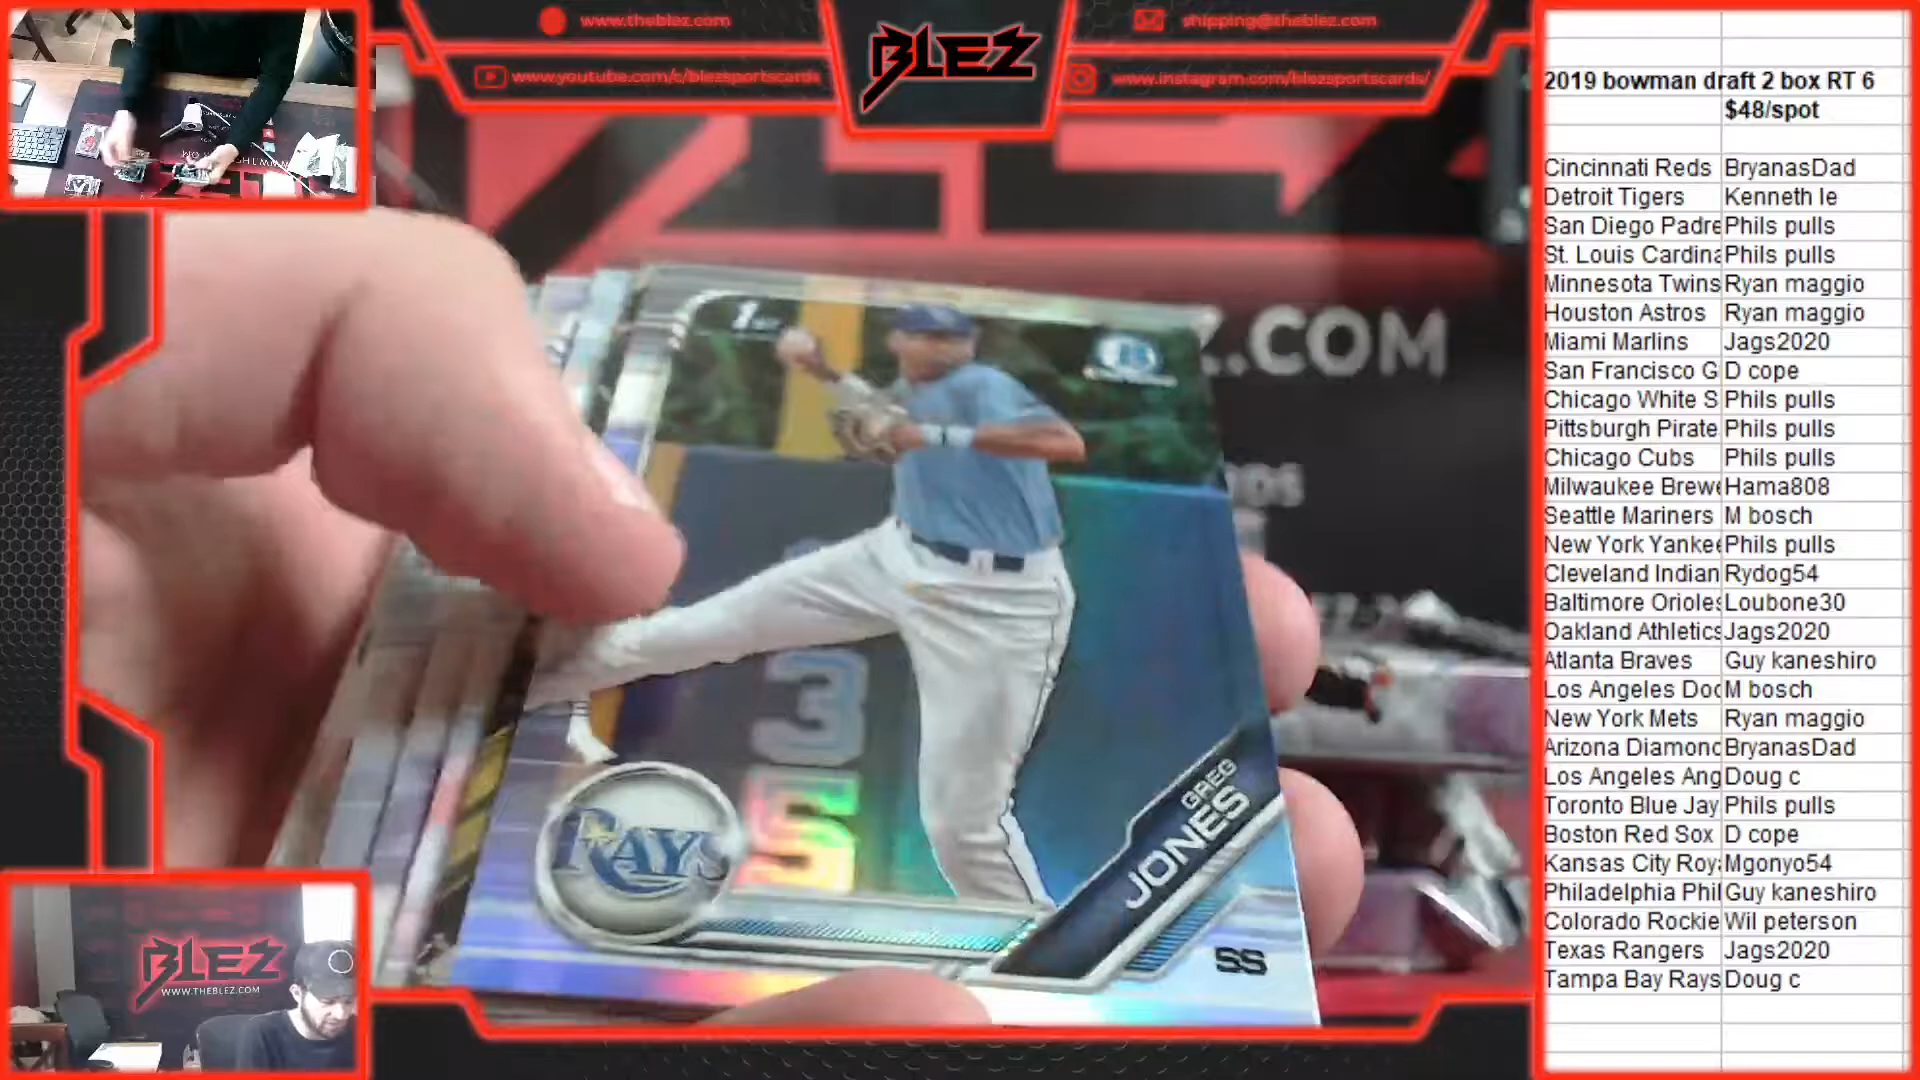 www.theblez.com
shipping@theblez.com
www.youtube.com/c/blezsportscards
www.instagram.com/blezsportscards/
BLEZ
2019 bowman draft 2 box RT 6
$48/spot
Cincinnati Reds BryanasDad
Detroit Tigers Kenneth le
San Diego Padre Phils pulls
St. Louis Cardina Phils pulls
Minnesota Twins Ryan maggio
Houston Astros Ryan maggio
Miami Marlins Jags2020
San Francisco G D cope
Chicago White S Phils pulls
Pittsburgh Pirate Phils pulls
Chicago Cubs Phils pulls
Milwaukee Brewe Hama808
Seattle Mariners M bosch
New York Yankee Phils pulls
Cleveland Indian Rydog54
Baltimore Orioles Loubone30
Oakland Athletics Jags2020
Atlanta Braves Guy kaneshiro
Los Angeles Doc M bosch
New York Mets Ryan maggio
Arizona Diamond BryanasDad
Los Angeles Ang Doug c
Toronto Blue Jay Phils pulls
Boston Red Sox D cope
Kansas City Roya Mgonyo54
Philadelphia Phil Guy kaneshiro
Colorado Rockie Wil peterson
Texas Rangers Jags2020
Tampa Bay Rays Doug c
Z.COM
1st
35
RAYS
GREG
JONES
SS
BLEZ
WWW.THEBLEZ.COM